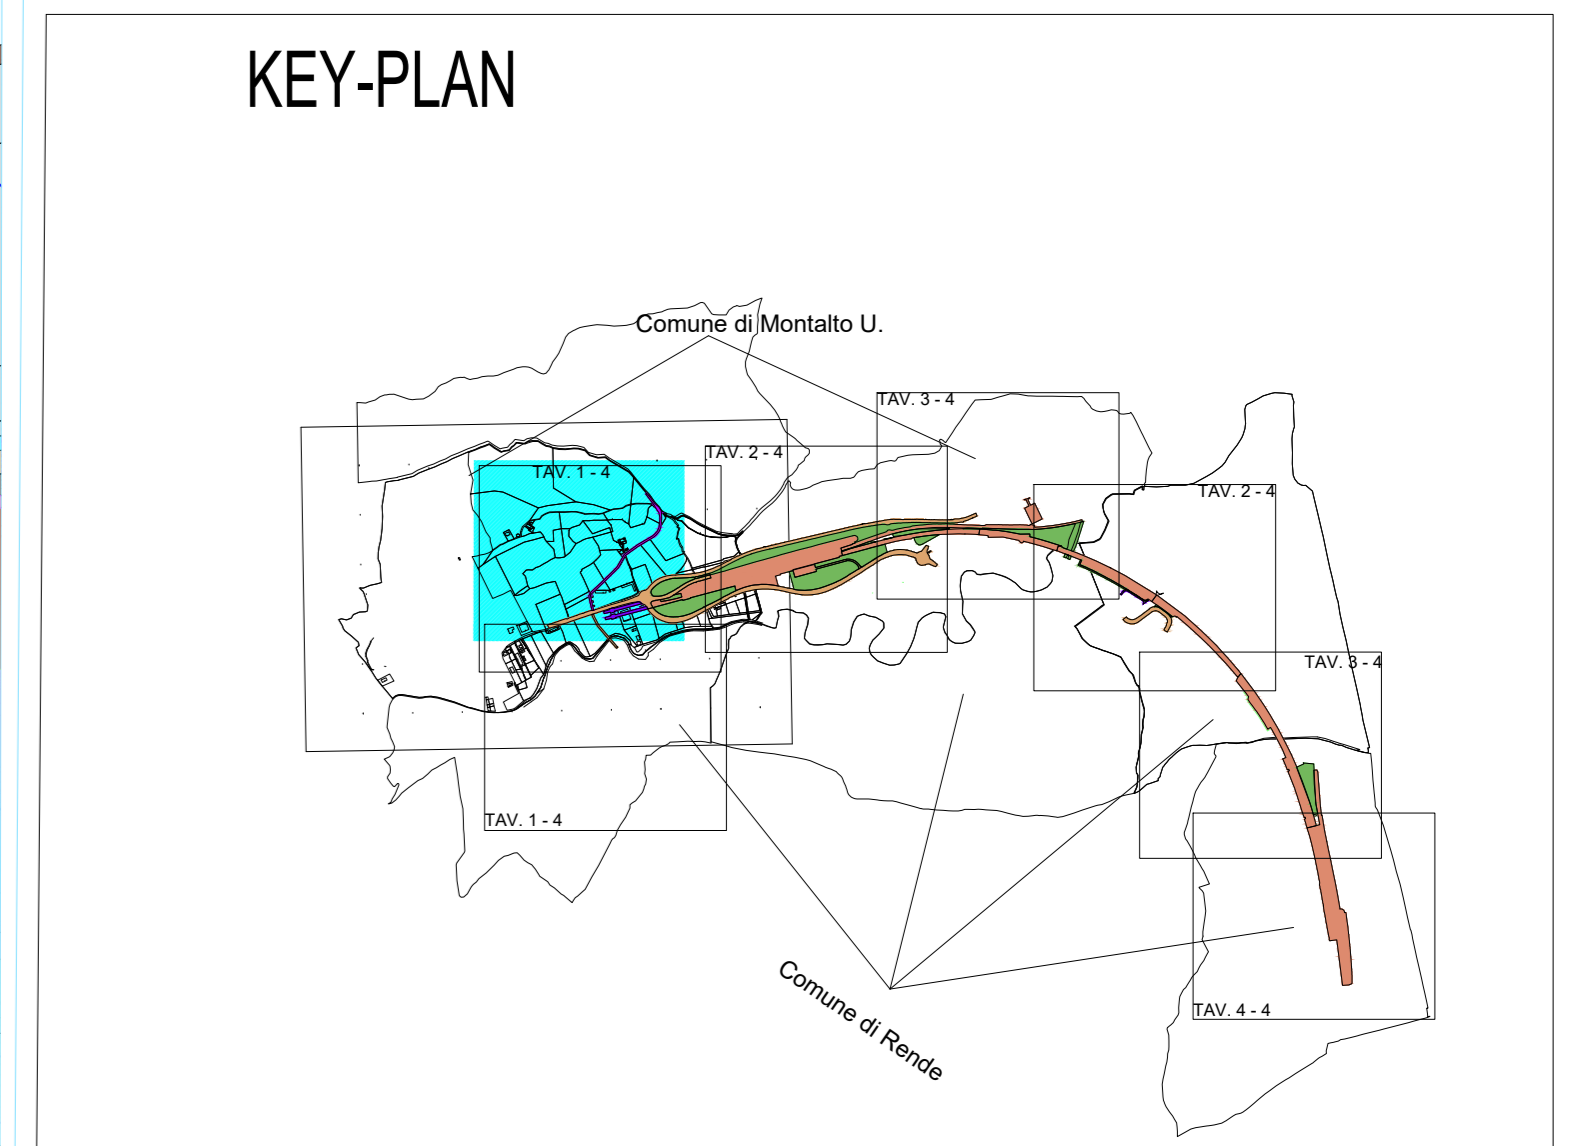 KEY-PLAN
Comune di Montalto U.
TAV. 3 - 4
TAV. 2 - 4
TAV. 1 - 4
TAV. 2 - 4
TAV. 3 - 4
TAV. 1 - 4
TAV. 4 - 4
Comune di Rende